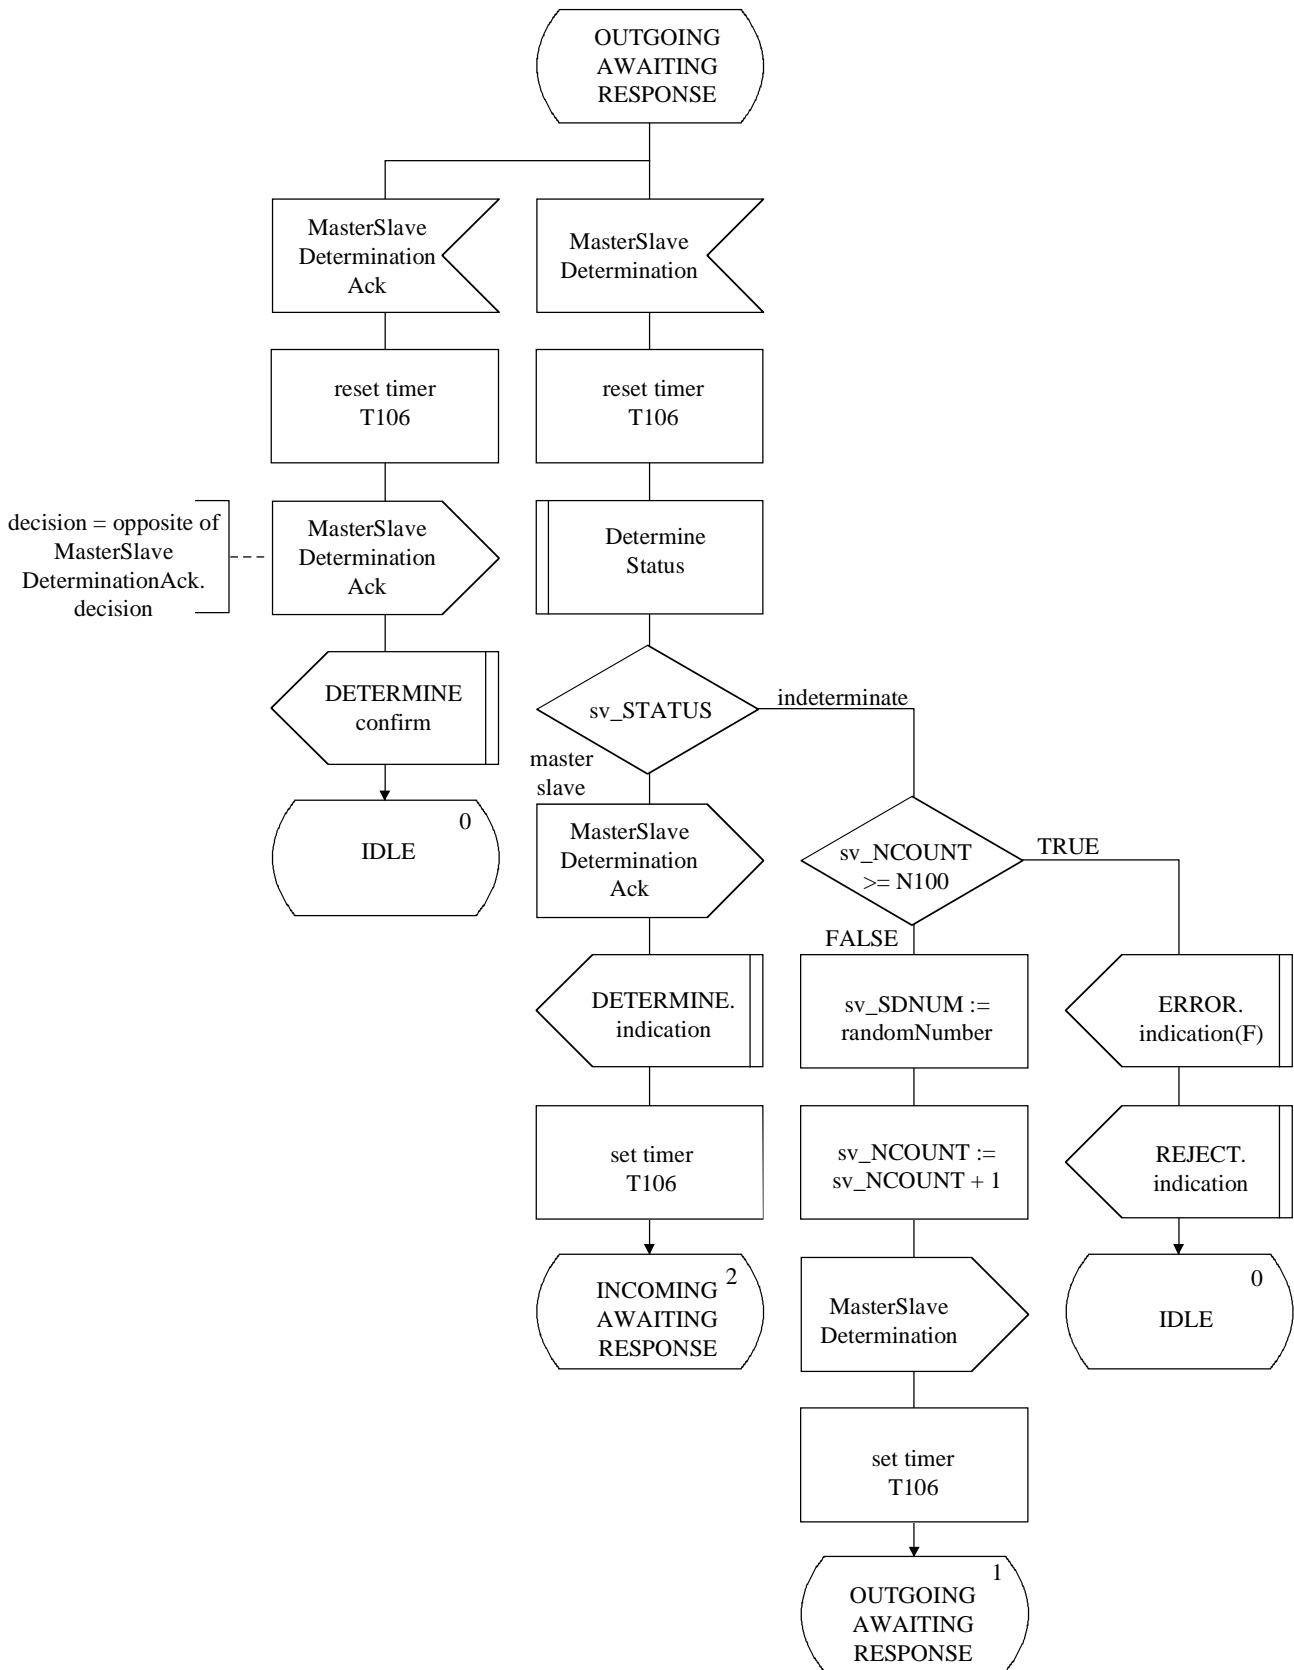 OUTGOING
AWAITING
RESPONSE
MasterSlave
Determination
Ack
MasterSlave
Determination
reset timer
T106
reset timer
T106
decision = opposite of
MasterSlave
DeterminationAck.
decision
MasterSlave
Determination
Ack
Determine
Status
DETERMINE
confirm
sv_STATUS
indeterminate
master
slave
0
IDLE
MasterSlave
Determination
Ack
sv_NCOUNT
>= N100
TRUE
FALSE
DETERMINE.
indication
sv_SDNUM :=
randomNumber
ERROR.
indication(F)
set timer
T106
sv_NCOUNT :=
sv_NCOUNT + 1
REJECT.
indication
2
INCOMING
AWAITING
RESPONSE
MasterSlave
Determination
0
IDLE
set timer
T106
1
OUTGOING
AWAITING
RESPONSE